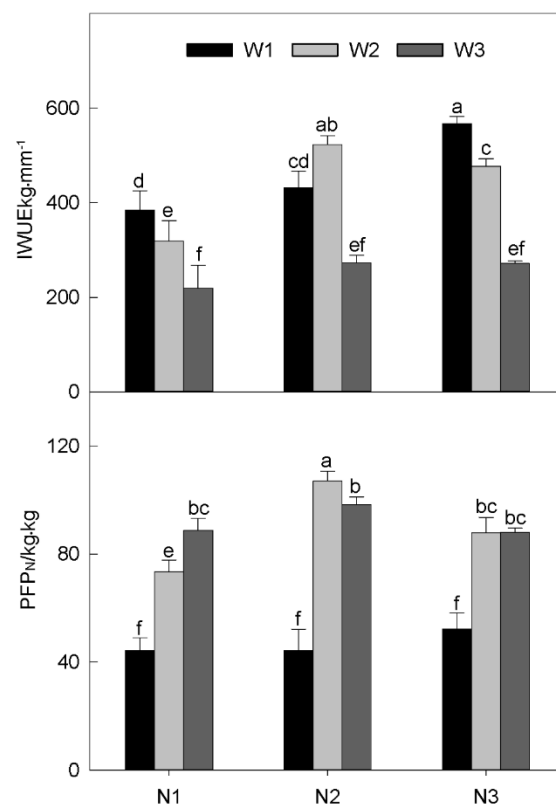 W1 W2 W3
600
400
200
0
IWUEkg·mm⁻¹
d e f
cd ab ef
a c ef
120
80
40
0
PFPN/kg·kg
f e bc
f a b
f bc bc
N1 N2 N3